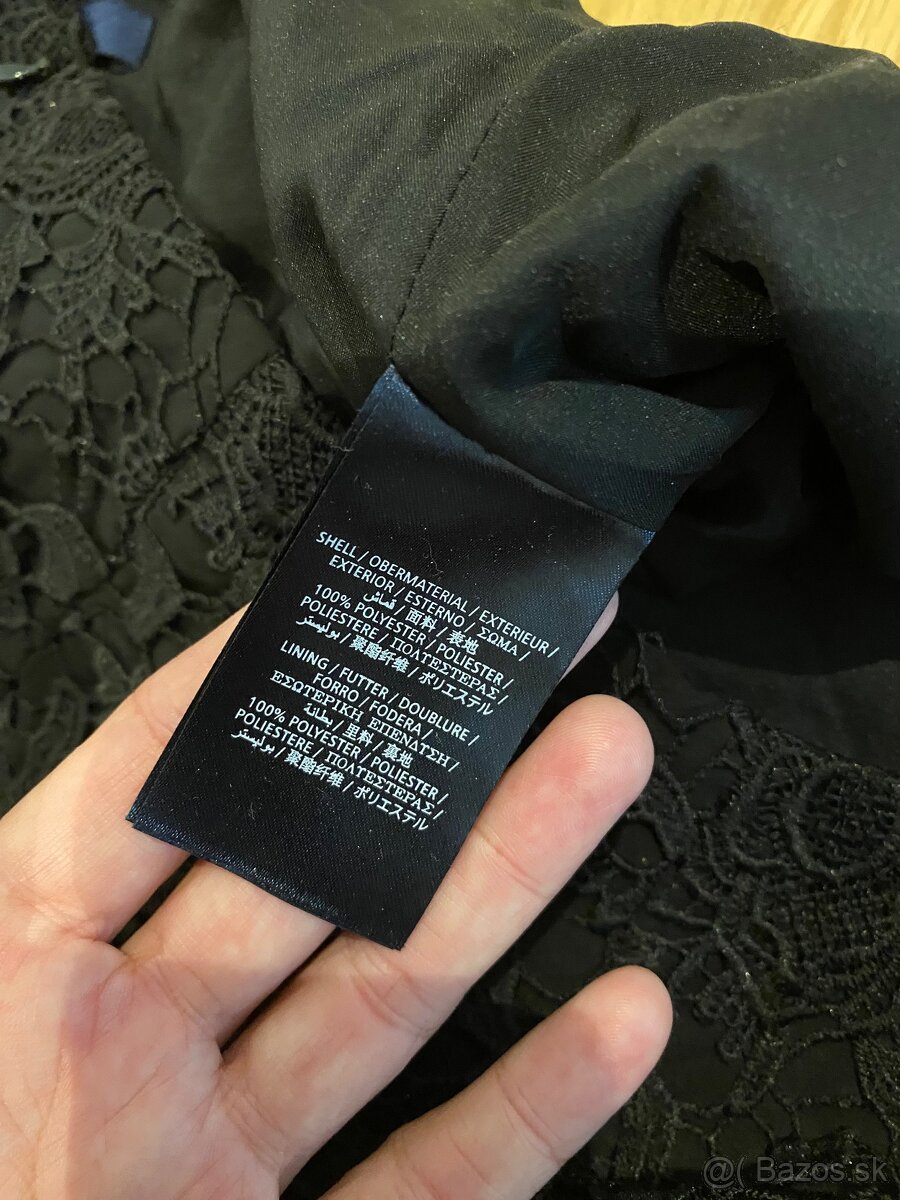 SHELL / OBERMATERIAL / EXTERIEUR /
EXTERIOR / ESTERNO / ΣΩΜΑ /
قماش / 面料 / 表地
100% POLYESTER / POLIESTER /
POLIESTERE / ΠΟΛΥΕΣΤΕΡΑΣ /
بوليستر / 聚酯纤维 / ポリエステル
LINING / FUTTER / DOUBLURE /
FORRO / FODERA /
ΕΣΩΤΕΡΙΚΗ ΕΠΕΝΔΥΣΗ /
بطانة / 里料 / 裏地
100% POLYESTER / POLIESTER /
POLIESTERE / ΠΟΛΥΕΣΤΕΡΑΣ /
بوليستر / 聚酯纤维 / ポリエステル
@( Bazos.sk